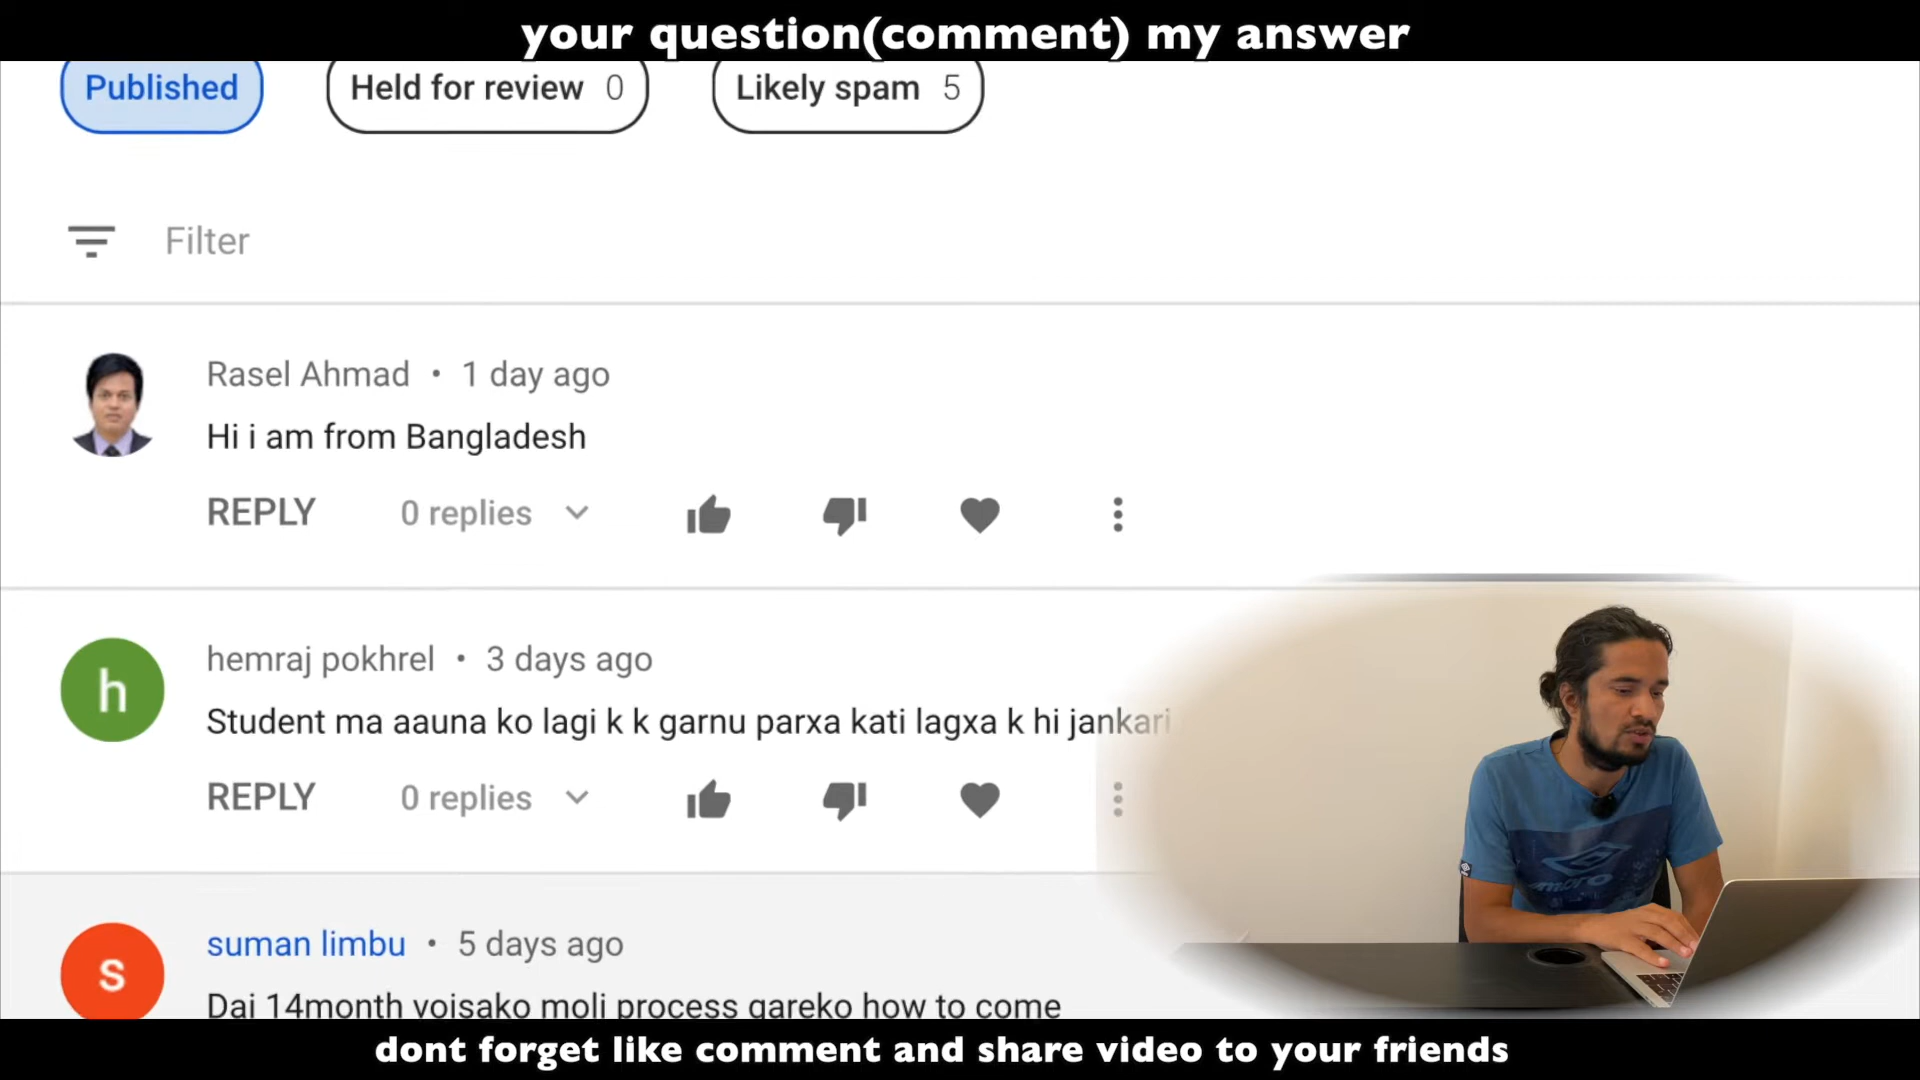 your question(comment) my answer
Published
Held for review 0
Likely spam 5
Filter
Rasel Ahmad • 1 day ago
Hi i am from Bangladesh
REPLY 0 replies
h
hemraj pokhrel • 3 days ago
Student ma aauna ko lagi k k garnu parxa kati lagxa k hi jankari
REPLY 0 replies
s
suman limbu • 5 days ago
Dai 14month voisako moli process gareko how to come
dont forget like comment and share video to your friends